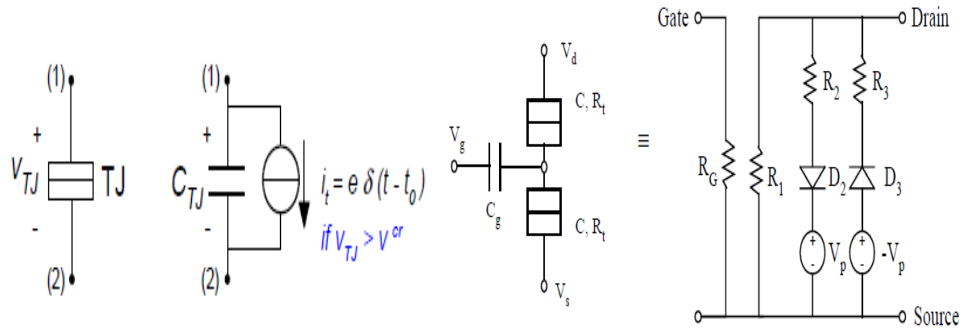 (1)
+
V_TJ
TJ
-
(2)
(1)
+
C_TJ
-
(2)
i_t = e δ(t - t_0)
if V_TJ > V^cr
V_d
C, R_t
V_g
C_g
C, R_t
V_s
≡
Gate
Drain
R_2
R_3
R_G
R_1
D_2
D_3
+
-
V_p
+
-
-V_p
Source